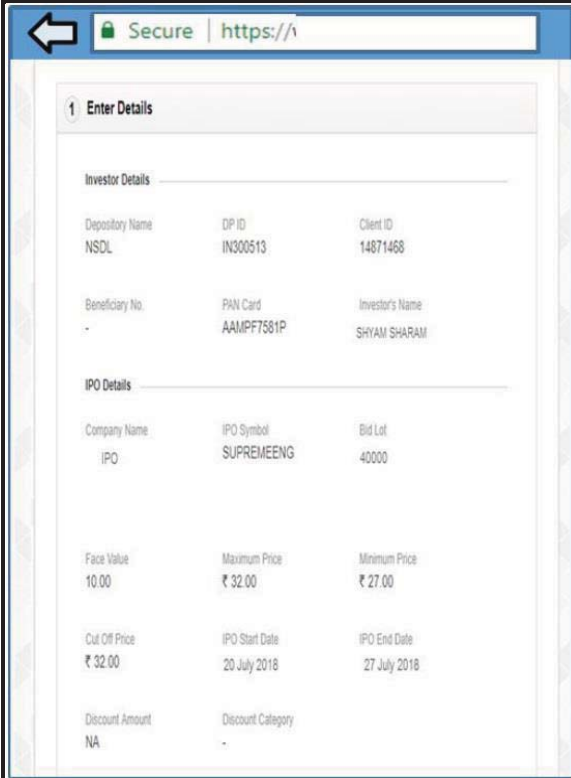 Secure | https://
1 Enter Details
Investor Details
Depository Name DP ID Client ID
NSDL IN300513 14871468
Beneficiary No. PAN Card Investor's Name
- AAMPF7581P SHYAM SHARAM
IPO Details
Company Name IPO Symbol Bid Lot
IPO SUPREMEENG 40000
Face Value Maximum Price Minimum Price
10.00 ₹ 32.00 ₹ 27.00
Cut Off Price IPO Start Date IPO End Date
₹ 32.00 20 July 2018 27 July 2018
Discount Amount Discount Category
NA -